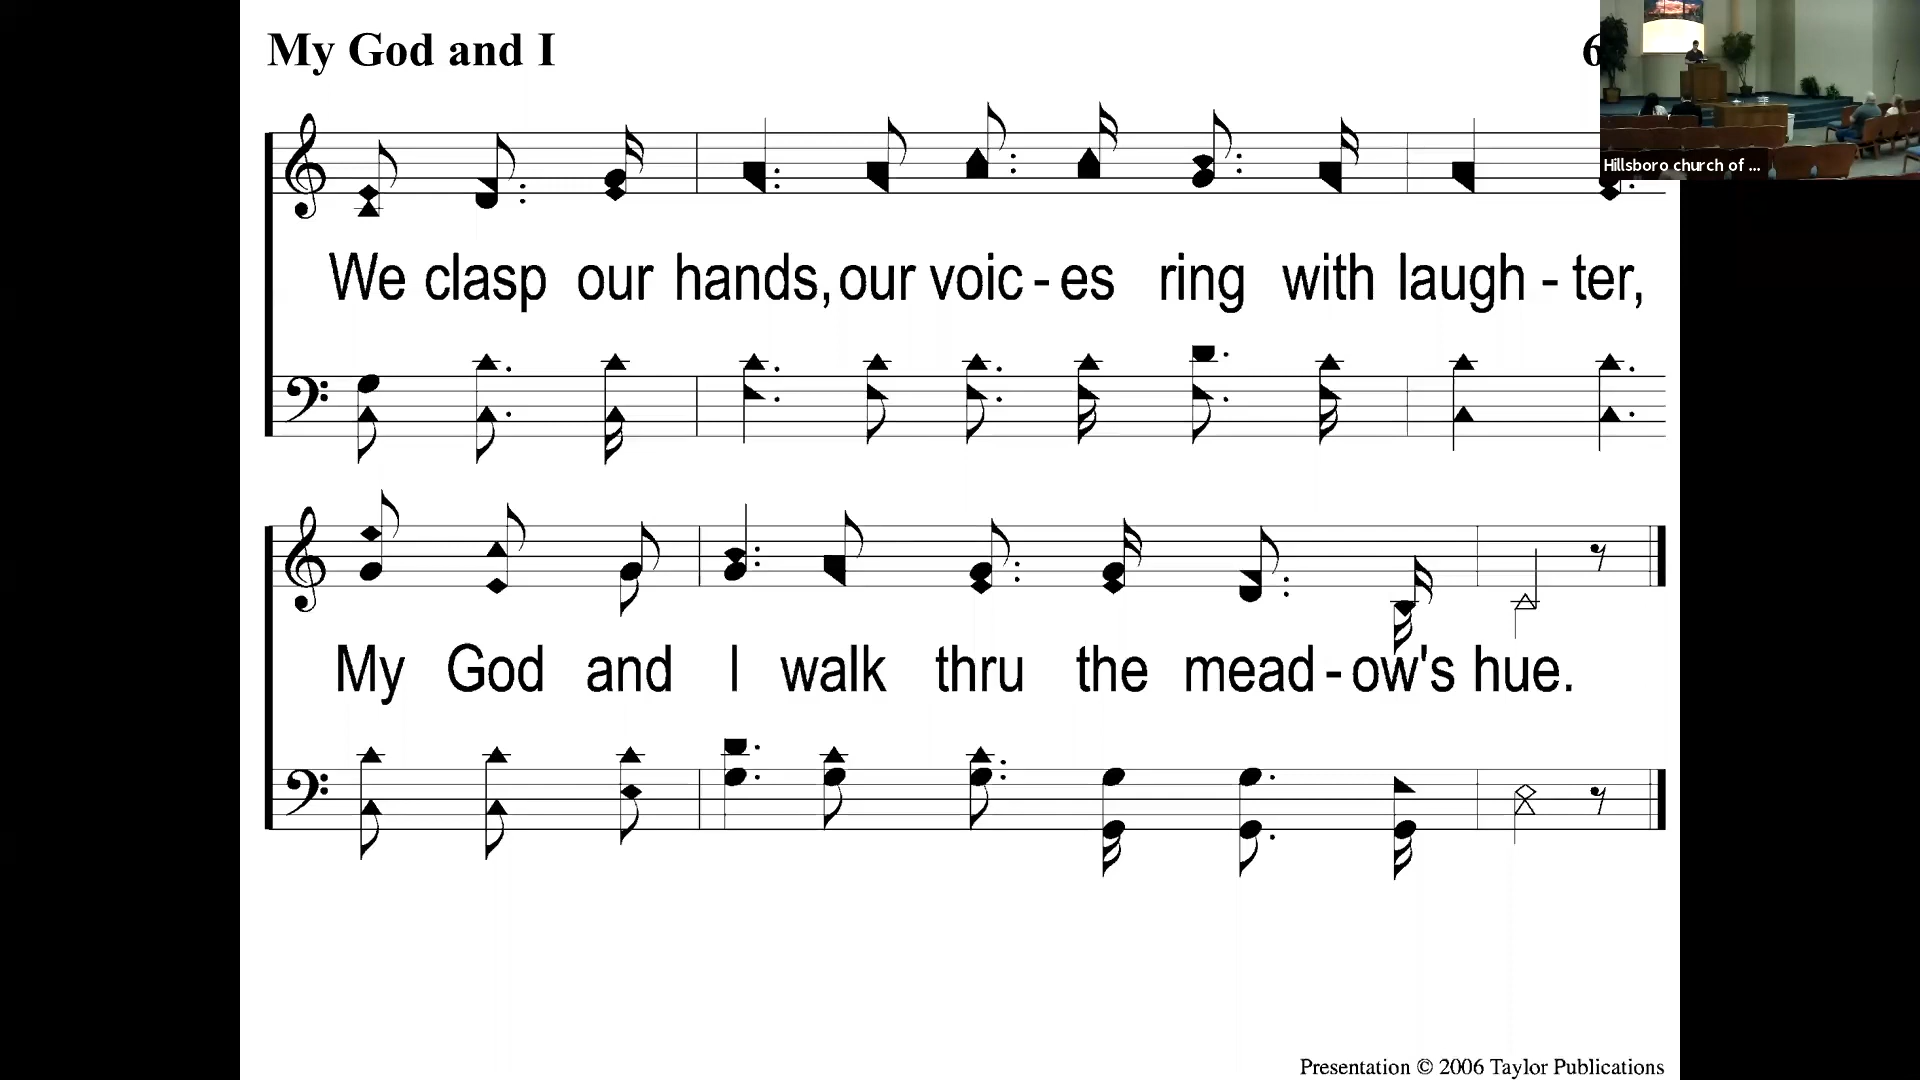 My God and I
6
Hillsboro church of ...
We clasp our hands, our voic - es ring with laugh - ter,
My God and I walk thru the mead - ow's hue.
Presentation © 2006 Taylor Publications